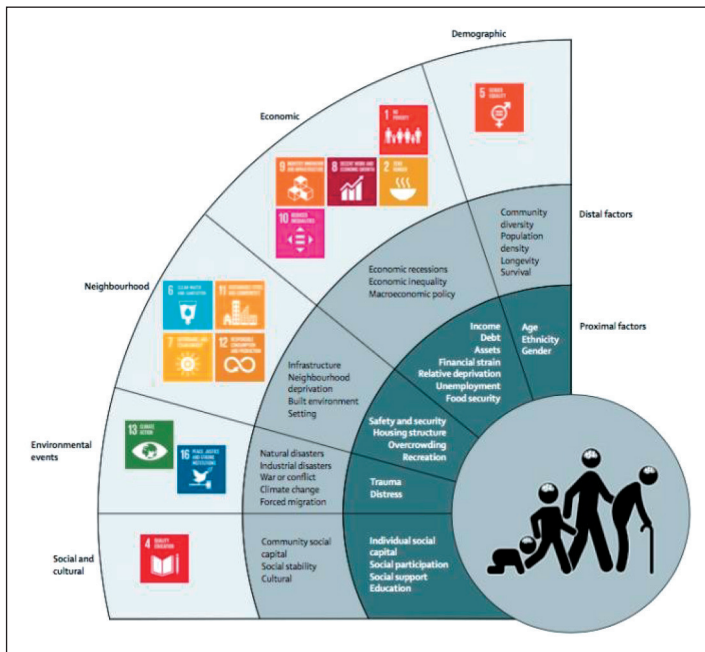 Demographic
5 GENDER
EQUALITY
Economic
1 NO
POVERTY
9 INDUSTRY, INNOVATION
AND INFRASTRUCTURE
8 DECENT WORK AND
ECONOMIC GROWTH
2 ZERO
HUNGER
10 REDUCED
INEQUALITIES
Community
diversity
Population
density
Longevity
Survival
Distal factors
Economic recessions
Economic inequality
Macroeconomic policy
Neighbourhood
6 CLEAN WATER
AND SANITATION
11 SUSTAINABLE CITIES
AND COMMUNITIES
7
12 RESPONSIBLE
CONSUMPTION
AND PRODUCTION
Proximal factors
Age
Ethnicity
Gender
Income
Debt
Assets
Financial strain
Relative deprivation
Unemployment
Food security
Infrastructure
Neighbourhood
deprivation
Built environment
Setting
Safety and security
Housing structure
Overcrowding
Recreation
Environmental
events
13 CLIMATE
ACTION
16 PEACE, JUSTICE
AND STRONG
INSTITUTIONS
Natural disasters
Industrial disasters
War or conflict
Climate change
Forced migration
Trauma
Distress
Social and
cultural
4 QUALITY
EDUCATION
Community social
capital
Social stability
Cultural
Individual social
capital
Social participation
Social support
Education